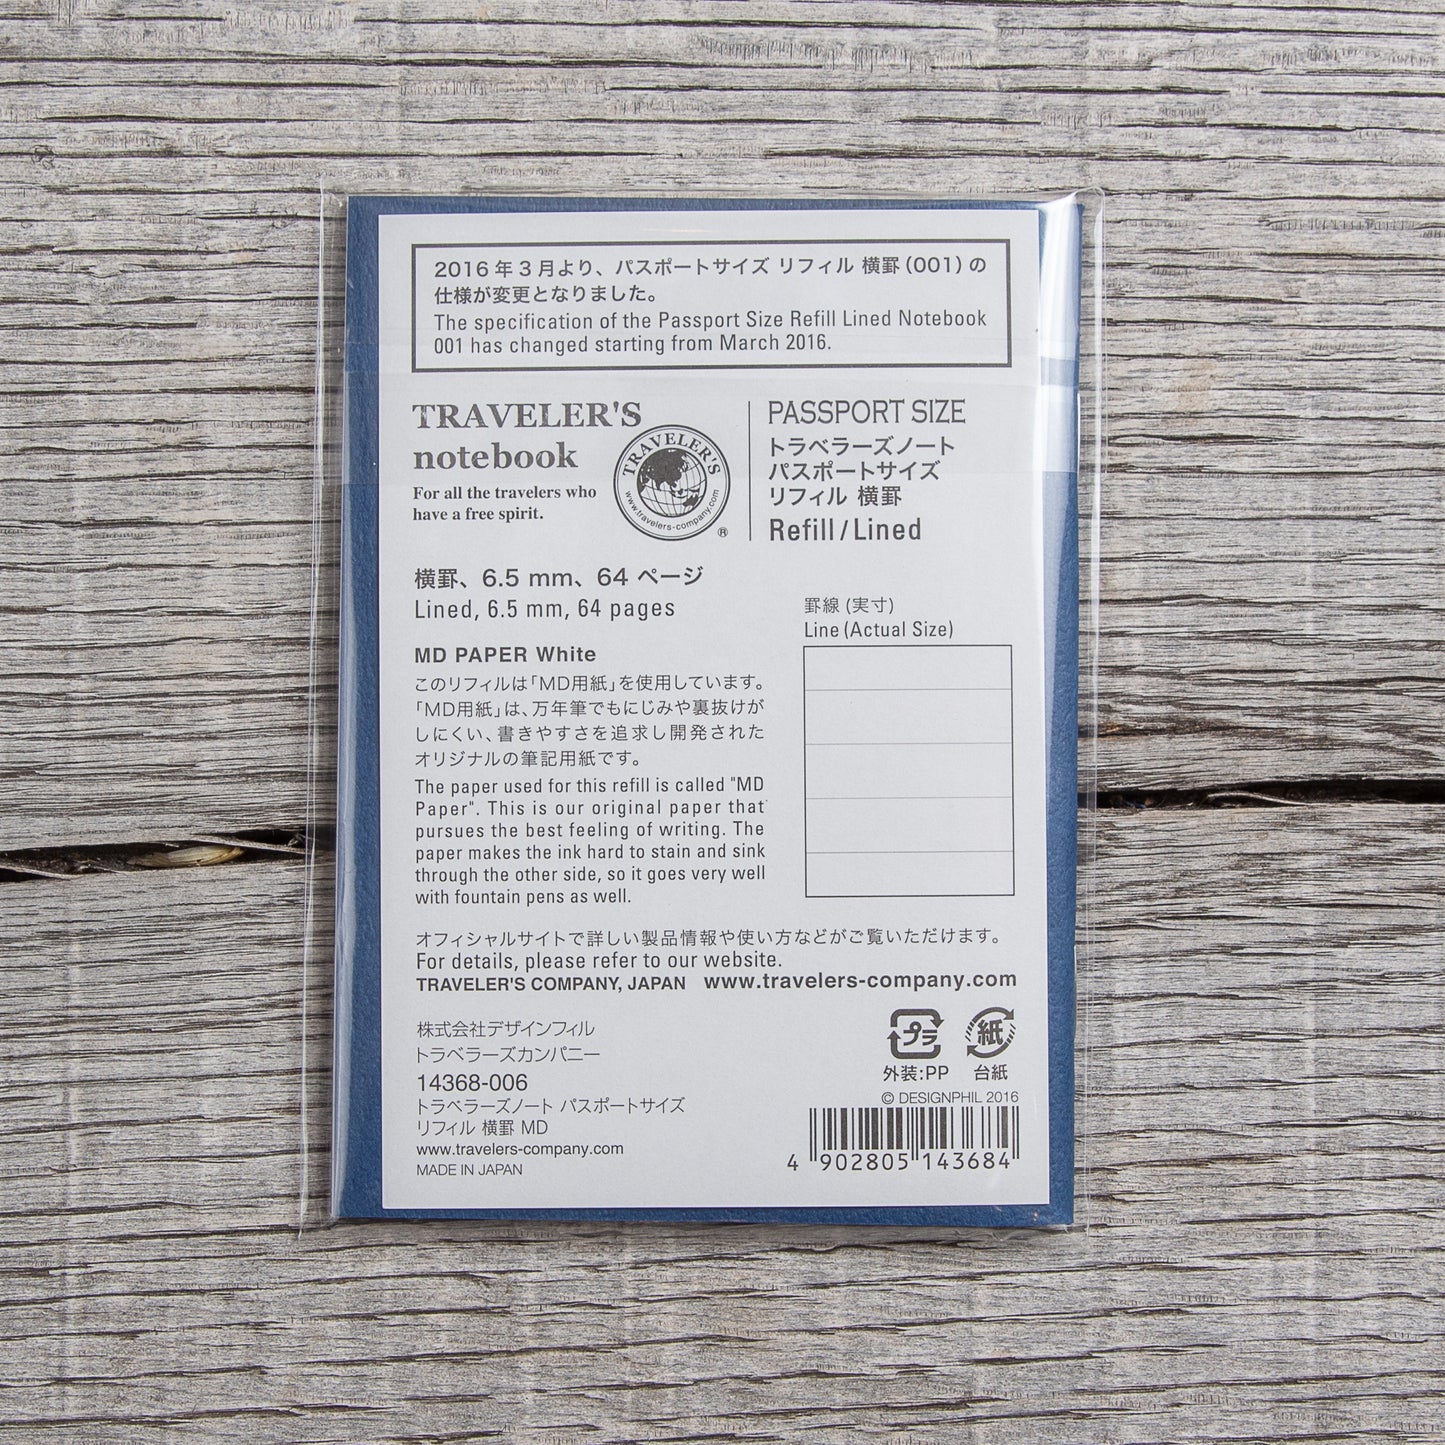 2016年3月より、パスポートサイズ リフィル 横罫(001)の
仕様が変更となりました。
The specification of the Passport Size Refill Lined Notebook
001 has changed starting from March 2016.
TRAVELER'S
notebook
For all the travelers who
have a free spirit.
TRAVELER'S
www.travelers-company.com
®
PASSPORT SIZE
トラベラーズノート
パスポートサイズ
リフィル 横罫
Refill/Lined
横罫、6.5 mm、64 ページ
Lined, 6.5 mm, 64 pages
罫線(実寸)
Line(Actual Size)
MD PAPER White
このリフィルは「MD用紙」を使用しています。
「MD用紙」は、万年筆でもにじみや裏抜けが
しにくい、書きやすさを追求し開発された
オリジナルの筆記用紙です。
The paper used for this refill is called "MD
Paper". This is our original paper that
pursues the best feeling of writing. The
paper makes the ink hard to stain and sink
through the other side, so it goes very well
with fountain pens as well.
オフィシャルサイトで詳しい製品情報や使い方などがご覧いただけます。
For details, please refer to our website.
TRAVELER'S COMPANY, JAPAN www.travelers-company.com
株式会社デザインフィル
トラベラーズカンパニー
14368-006
トラベラーズノート パスポートサイズ
リフィル 横罫 MD
www.travelers-company.com
MADE IN JAPAN
プラ
紙
外装:PP
台紙
© DESIGNPHIL 2016
4 902805 143684